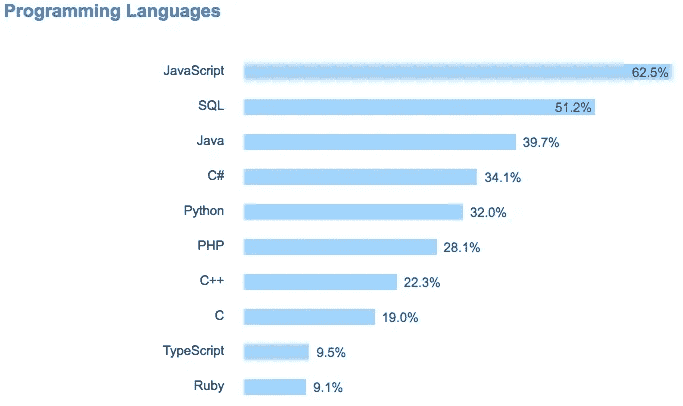 Programming Languages
JavaScript 62.5%
SQL 51.2%
Java 39.7%
C# 34.1%
Python 32.0%
PHP 28.1%
C++ 22.3%
C 19.0%
TypeScript 9.5%
Ruby 9.1%